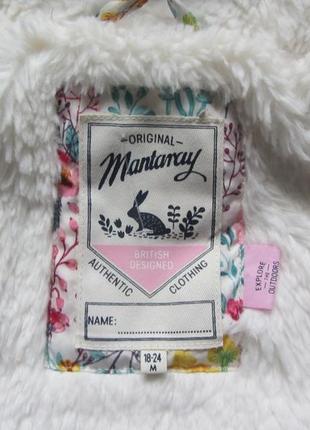 ORIGINAL
Mantaray
BRITISH
DESIGNED
AUTHENTIC CLOTHING
NAME:
18-24
M
EXPLORE
THE
OUTDOORS